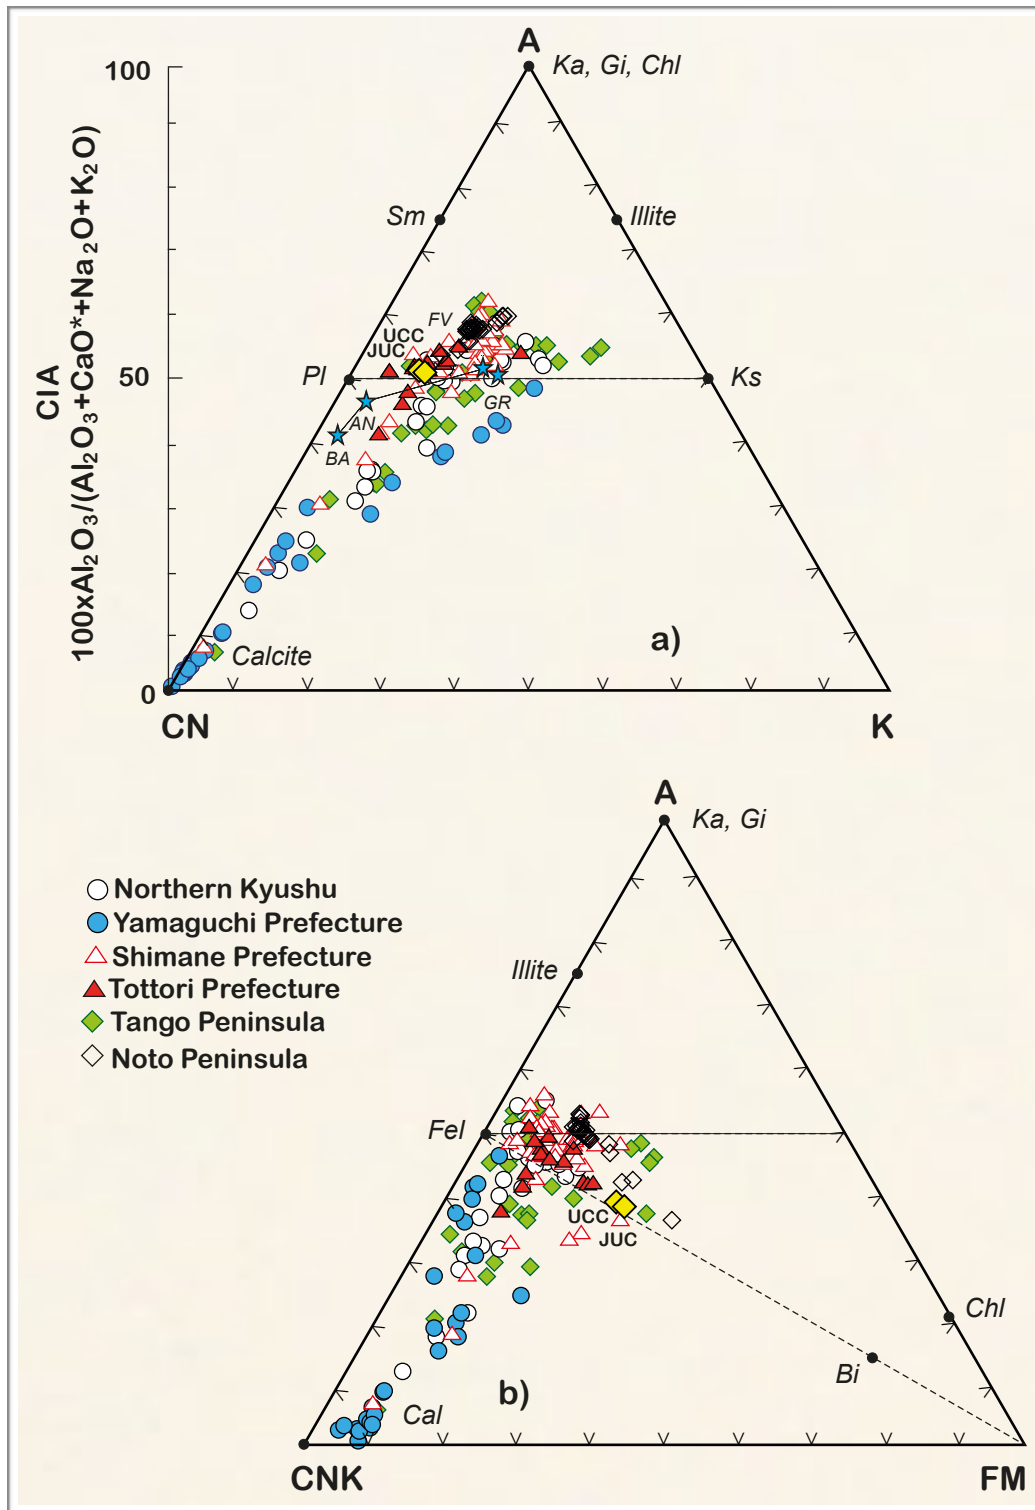 A
100
Ka, Gi, Chl
Sm
Illite
FV
UCC
JUC
Pl
50
Ks
GR
AN
BA
CIA
100xAl2O3/(Al2O3+CaO*+Na2O+K2O)
Calcite
a)
0
CN
K
A
Ka, Gi
Northern Kyushu
Yamaguchi Prefecture
Shimane Prefecture
Tottori Prefecture
Tango Peninsula
Noto Peninsula
Illite
Fel
UCC
JUC
Chl
Bi
b)
Cal
CNK
FM